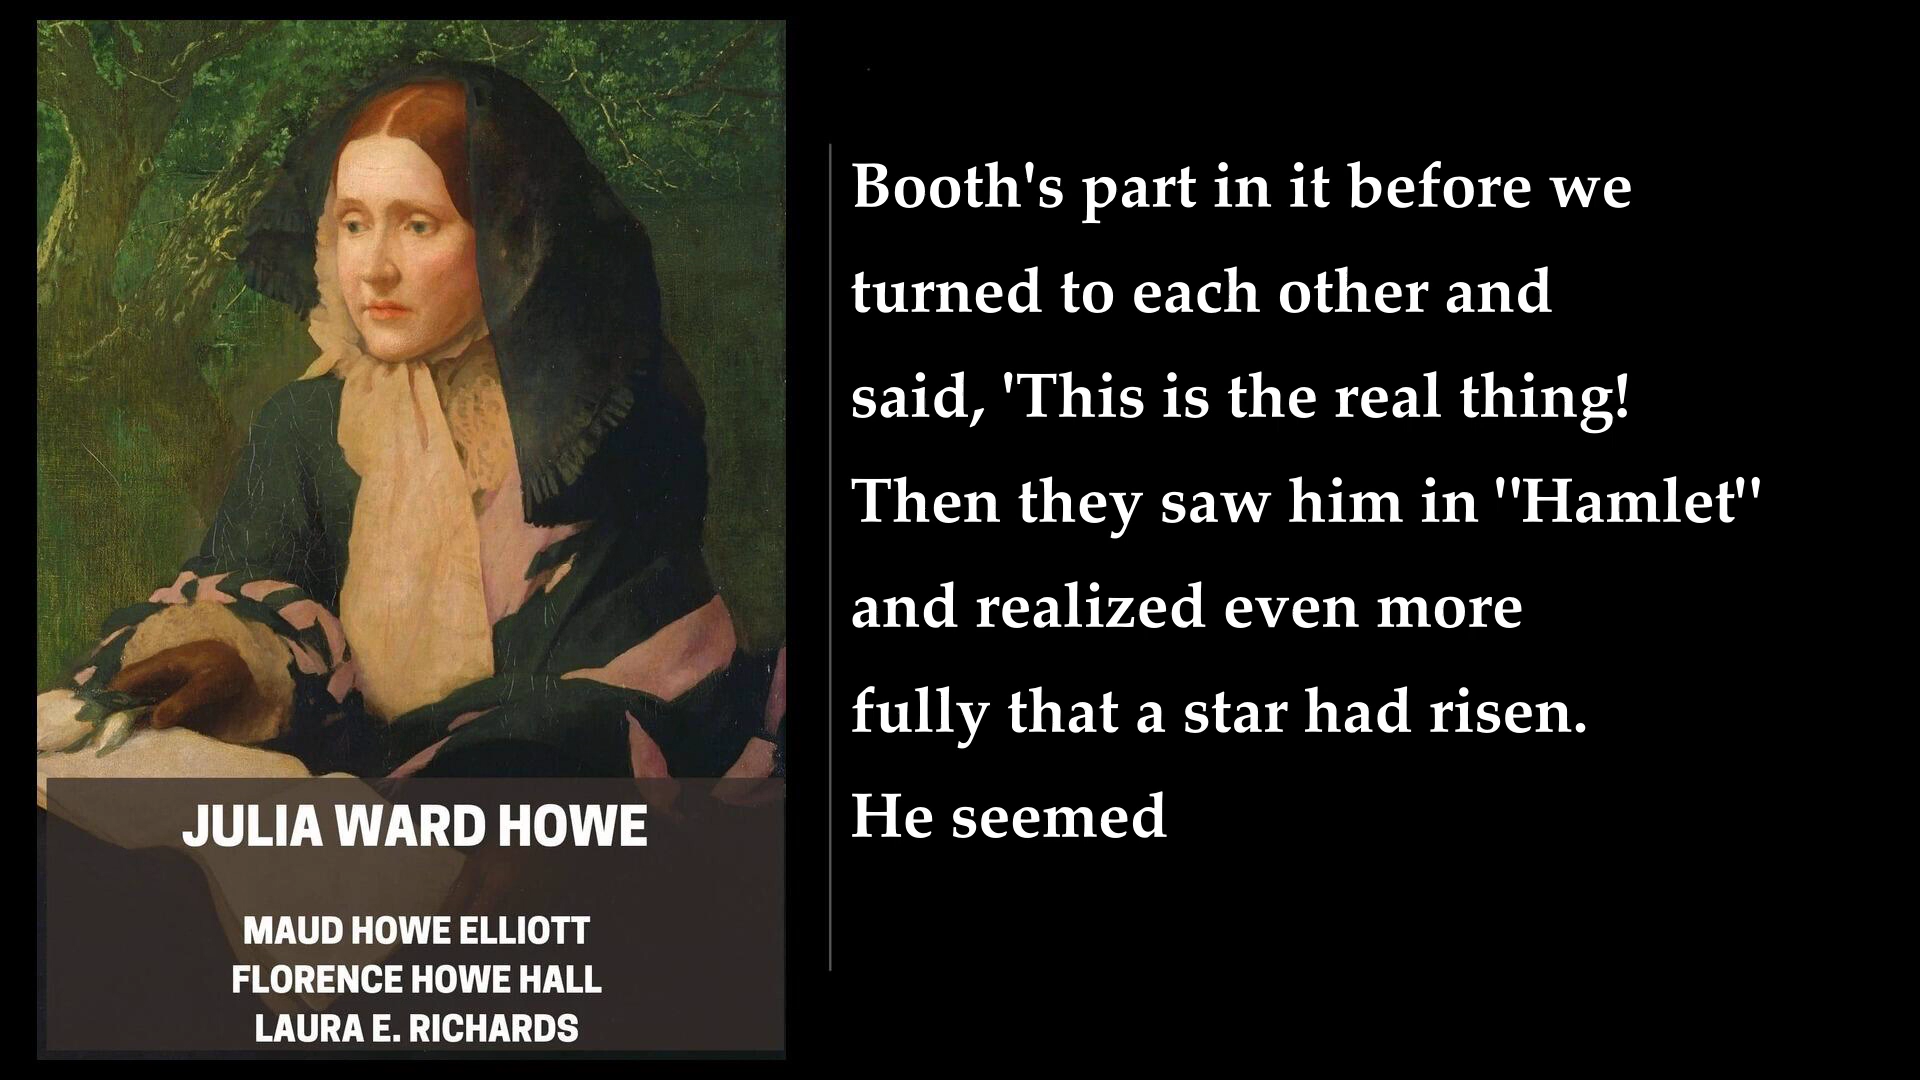 JULIA WARD HOWE
MAUD HOWE ELLIOTT
FLORENCE HOWE HALL
LAURA E. RICHARDS
Booth's part in it before we
turned to each other and
said, 'This is the real thing!
Then they saw him in "Hamlet"
and realized even more
fully that a star had risen.
He seemed